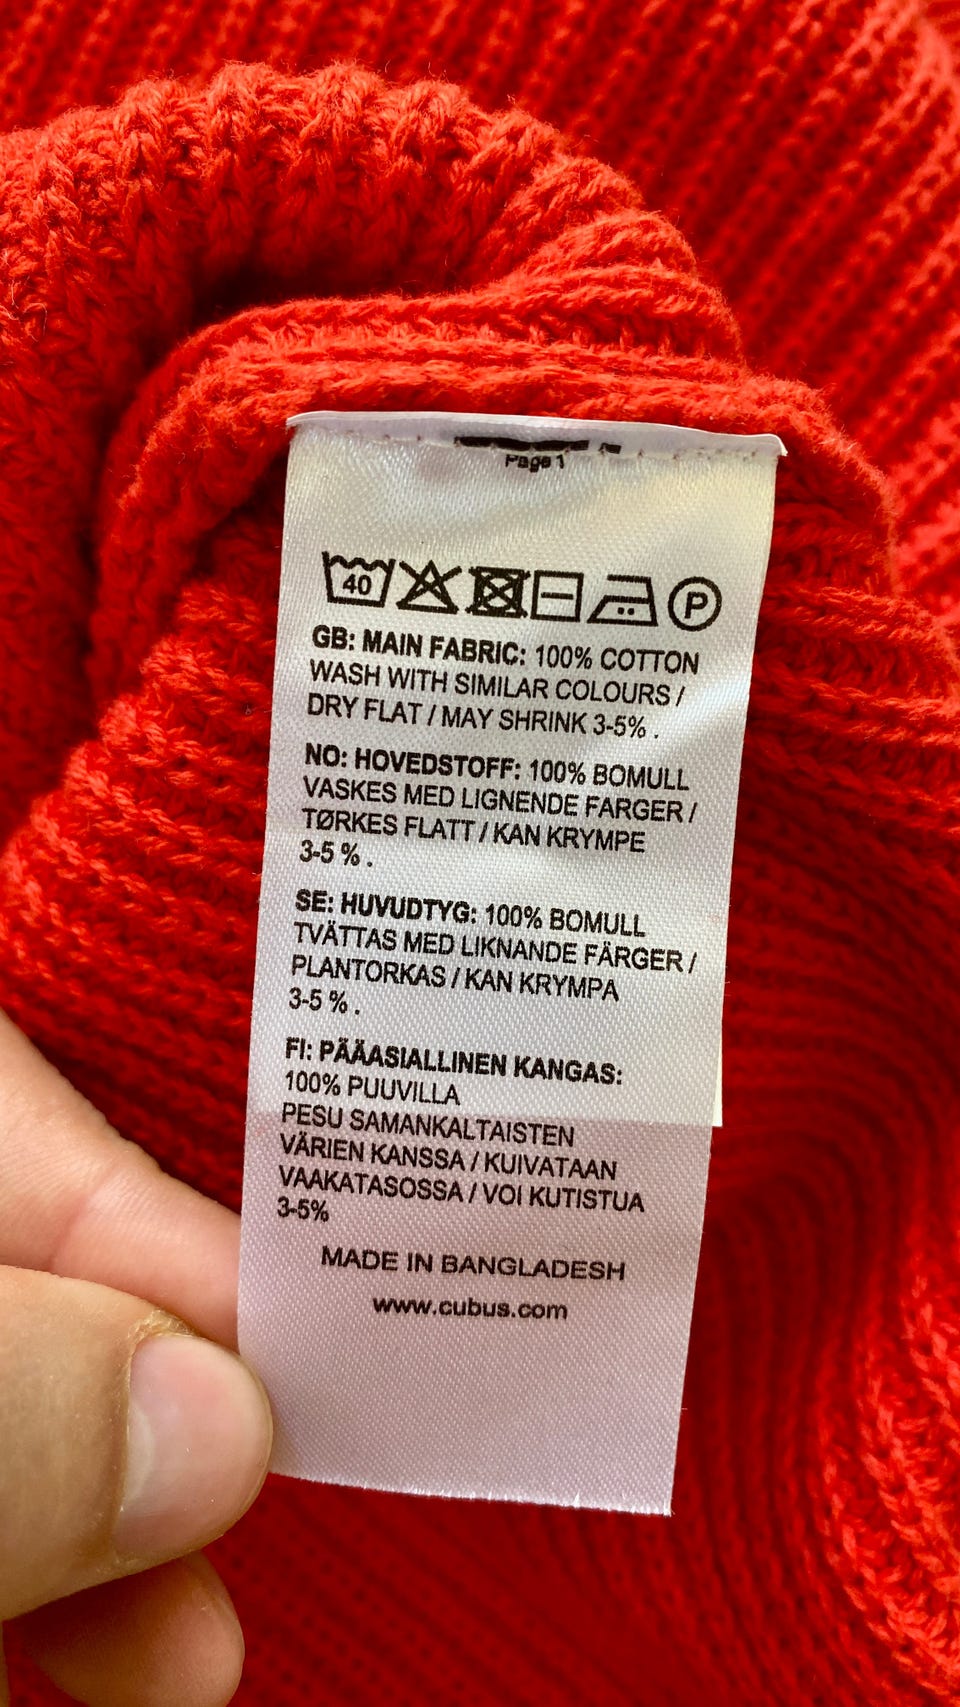 Page 1
40
P
GB: MAIN FABRIC: 100% COTTON
WASH WITH SIMILAR COLOURS /
DRY FLAT / MAY SHRINK 3-5% .
NO: HOVEDSTOFF: 100% BOMULL
VASKES MED LIGNENDE FARGER /
TØRKES FLATT / KAN KRYMPE
3-5 % .
SE: HUVUDTYG: 100% BOMULL
TVÄTTAS MED LIKNANDE FÄRGER /
PLANTORKAS / KAN KRYMPA
3-5 % .
FI: PÄÄASIALLINEN KANGAS:
100% PUUVILLA
PESU SAMANKALTAISTEN
VÄRIEN KANSSA / KUIVATAAN
VAAKATASOSSA / VOI KUTISTUA
3-5%
MADE IN BANGLADESH
www.cubus.com